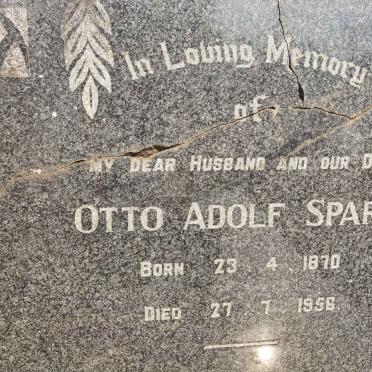 In Loving Memory
of
MY DEAR HUSBAND AND OUR D
OTTO ADOLF SPAR
BORN 23. 4. 1870
DIED 27. 7. 1956.